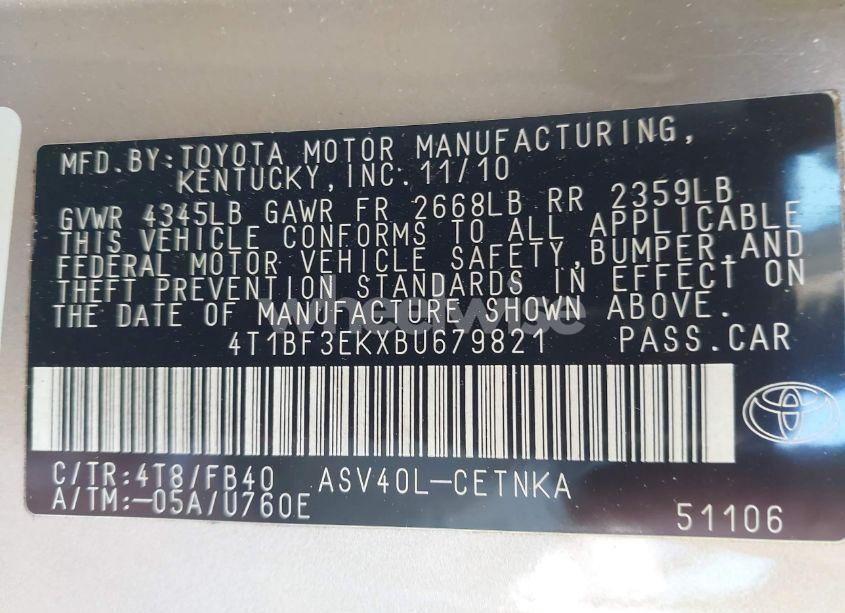 MFD.BY:TOYOTA MOTOR MANUFACTURING,
KENTUCKY,INC. 11/10
GVWR 4345LB GAWR FR 2668LB RR 2359LB
THIS VEHICLE CONFORMS TO ALL APPLICABLE
FEDERAL MOTOR VEHICLE SAFETY,BUMPER,AND
THEFT PREVENTION STANDARDS IN EFFECT ON
THE DATE OF MANUFACTURE SHOWN ABOVE.
wheelwise
4T1BF3EKXBU679821 PASS.CAR
C/TR:4T8/FB40 ASV40L-CETNKA
A/TM:-05A/U760E 51106